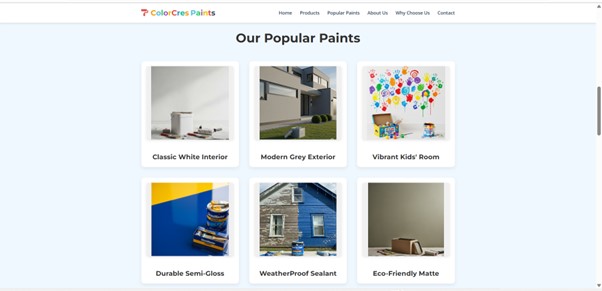 ColorCres Paints
Home Products Popular Paints About Us Why Choose Us Contact
Our Popular Paints
Classic White Interior Modern Grey Exterior Vibrant Kids' Room
Durable Semi-Gloss WeatherProof Sealant Eco-Friendly Matte